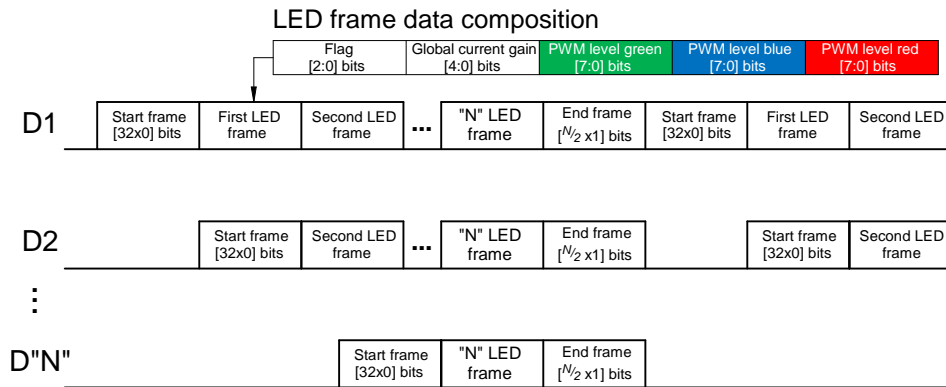 LED frame data composition
Flag
[2:0] bits
Global current gain
[4:0] bits
PWM level green
[7:0] bits
PWM level blue
[7:0] bits
PWM level red
[7:0] bits
D1
Start frame
[32x0] bits
First LED
frame
Second LED
frame
...
"N" LED
frame
End frame
[N/2 x1] bits
Start frame
[32x0] bits
First LED
frame
Second LED
frame
D2
Start frame
[32x0] bits
Second LED
frame
...
"N" LED
frame
End frame
[N/2 x1] bits
Start frame
[32x0] bits
Second LED
frame
D"N"
Start frame
[32x0] bits
"N" LED
frame
End frame
[N/2 x1] bits